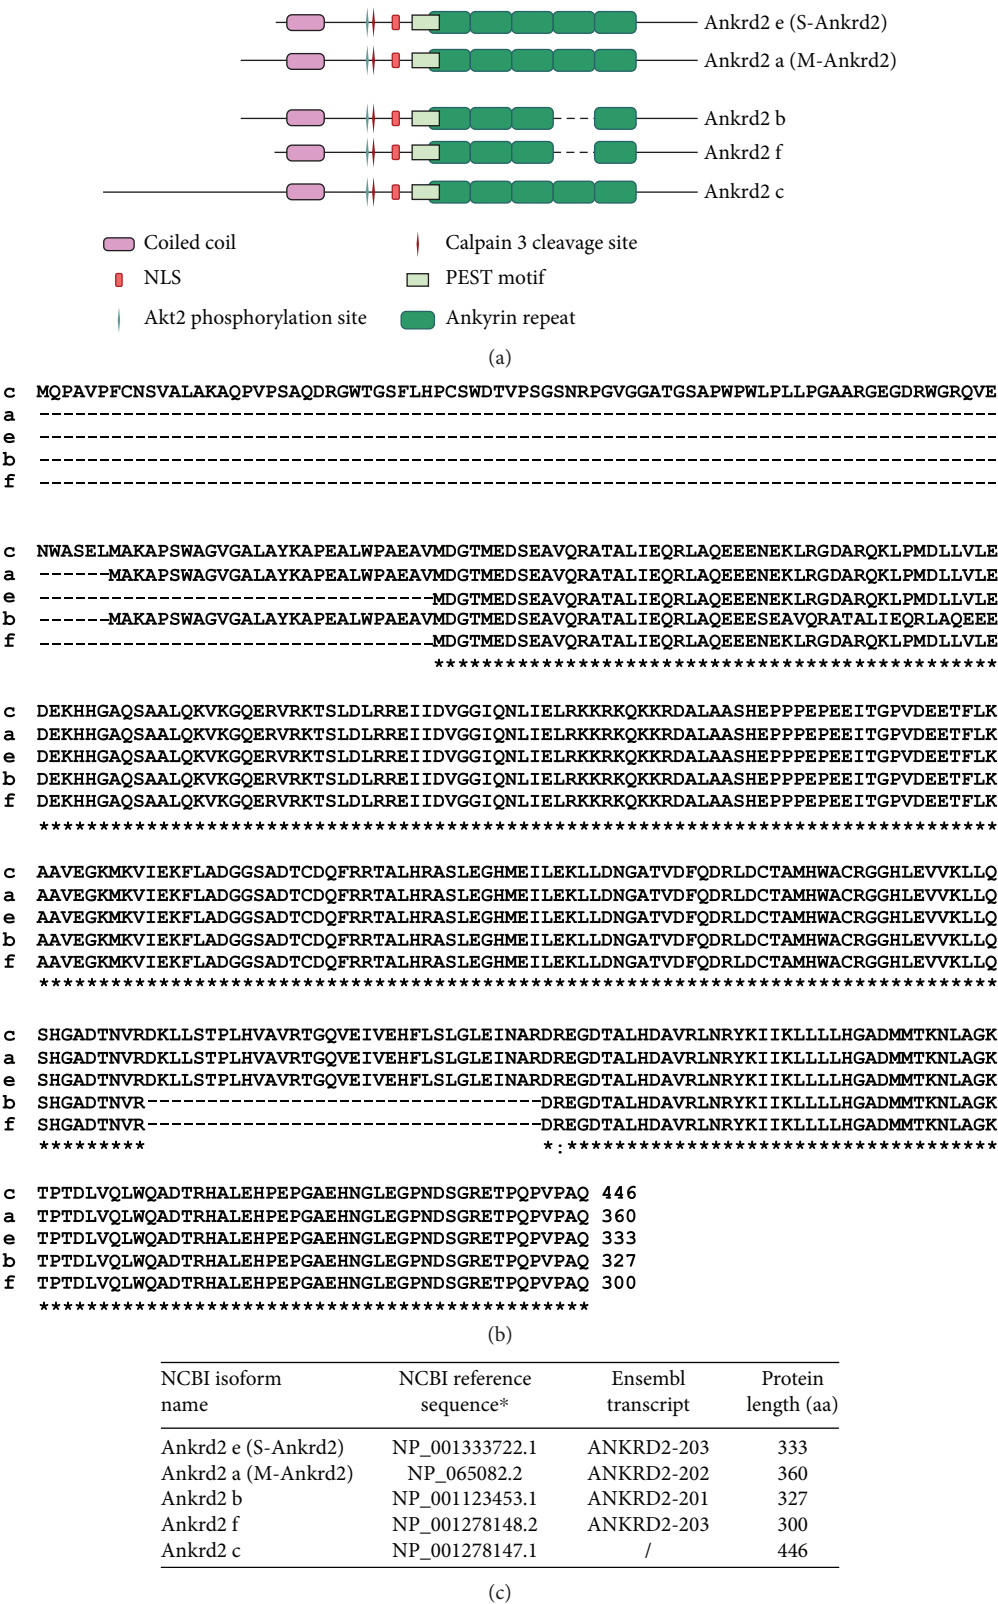 Ankrd2 e (S-Ankrd2)
Ankrd2 a (M-Ankrd2)
Ankrd2 b
Ankrd2 f
Ankrd2 c
Coiled coil
Calpain 3 cleavage site
NLS
PEST motif
Akt2 phosphorylation site
Ankyrin repeat
(a)
c MQPAVPFCNSVALAKAQPVPSAQDRGWTGSFLHPCSWDTVPSGSNRPGVGGATGSAPWPWLPLLPGAARGEGDRWGRQVE
a --------------------------------------------------------------------------------
e --------------------------------------------------------------------------------
b --------------------------------------------------------------------------------
f --------------------------------------------------------------------------------
c NWASELMAKAPSWAGVGALAYKAPEALWPAEAVMDGTMEDSEAVQRATALIEQRLAQEEENEKLRGDARQKLPMDLLVLE
a ------MAKAPSWAGVGALAYKAPEALWPAEAVMDGTMEDSEAVQRATALIEQRLAQEEENEKLRGDARQKLPMDLLVLE
e ---------------------------------MDGTMEDSEAVQRATALIEQRLAQEEENEKLRGDARQKLPMDLLVLE
b ------MAKAPSWAGVGALAYKAPEALWPAEAVMDGTMEDSEAVQRATALIEQRLAQEEESEAVQRATALIEQRLAQEEE
f ---------------------------------MDGTMEDSEAVQRATALIEQRLAQEEENEKLRGDARQKLPMDLLVLE
***********************************************
c DEKHHGAQSAALQKVKGQERVRKTSLDLRREIIDVGGIQNLIELRKKRKQKKRDALAASHEPPPEPEEITGPVDEETFLK
a DEKHHGAQSAALQKVKGQERVRKTSLDLRREIIDVGGIQNLIELRKKRKQKKRDALAASHEPPPEPEEITGPVDEETFLK
e DEKHHGAQSAALQKVKGQERVRKTSLDLRREIIDVGGIQNLIELRKKRKQKKRDALAASHEPPPEPEEITGPVDEETFLK
b DEKHHGAQSAALQKVKGQERVRKTSLDLRREIIDVGGIQNLIELRKKRKQKKRDALAASHEPPPEPEEITGPVDEETFLK
f DEKHHGAQSAALQKVKGQERVRKTSLDLRREIIDVGGIQNLIELRKKRKQKKRDALAASHEPPPEPEEITGPVDEETFLK
********************************************************************************
c AAVEGKMKVIEKFLADGGSADTCDQFRRTALHRASLEGHMEILEKLLDNGATVDFQDRLDCTAMHWACRGGHLEVVKLLQ
a AAVEGKMKVIEKFLADGGSADTCDQFRRTALHRASLEGHMEILEKLLDNGATVDFQDRLDCTAMHWACRGGHLEVVKLLQ
e AAVEGKMKVIEKFLADGGSADTCDQFRRTALHRASLEGHMEILEKLLDNGATVDFQDRLDCTAMHWACRGGHLEVVKLLQ
b AAVEGKMKVIEKFLADGGSADTCDQFRRTALHRASLEGHMEILEKLLDNGATVDFQDRLDCTAMHWACRGGHLEVVKLLQ
f AAVEGKMKVIEKFLADGGSADTCDQFRRTALHRASLEGHMEILEKLLDNGATVDFQDRLDCTAMHWACRGGHLEVVKLLQ
********************************************************************************
c SHGADTNVRDKLLSTPLHVAVRTGQVEIVEHFLSLGLEINARDREGDTALHDAVRLNRYKIIKLLLLHGADMMTKNLAGK
a SHGADTNVRDKLLSTPLHVAVRTGQVEIVEHFLSLGLEINARDREGDTALHDAVRLNRYKIIKLLLLHGADMMTKNLAGK
e SHGADTNVRDKLLSTPLHVAVRTGQVEIVEHFLSLGLEINARDREGDTALHDAVRLNRYKIIKLLLLHGADMMTKNLAGK
b SHGADTNVR---------------------------------DREGDTALHDAVRLNRYKIIKLLLLHGADMMTKNLAGK
f SHGADTNVR---------------------------------DREGDTALHDAVRLNRYKIIKLLLLHGADMMTKNLAGK
********* *:************************************
c TPTDLVQLWQADTRHALEHPEPGAEHNGLEGPNDSGRETPQPVPAQ 446
a TPTDLVQLWQADTRHALEHPEPGAEHNGLEGPNDSGRETPQPVPAQ 360
e TPTDLVQLWQADTRHALEHPEPGAEHNGLEGPNDSGRETPQPVPAQ 333
b TPTDLVQLWQADTRHALEHPEPGAEHNGLEGPNDSGRETPQPVPAQ 327
f TPTDLVQLWQADTRHALEHPEPGAEHNGLEGPNDSGRETPQPVPAQ 300
**********************************************
(b)
NCBI isoform NCBI reference Ensembl Protein
name sequence* transcript length (aa)
Ankrd2 e (S-Ankrd2) NP_001333722.1 ANKRD2-203 333
Ankrd2 a (M-Ankrd2) NP_065082.2 ANKRD2-202 360
Ankrd2 b NP_001123453.1 ANKRD2-201 327
Ankrd2 f NP_001278148.2 ANKRD2-203 300
Ankrd2 c NP_001278147.1 / 446
(c)